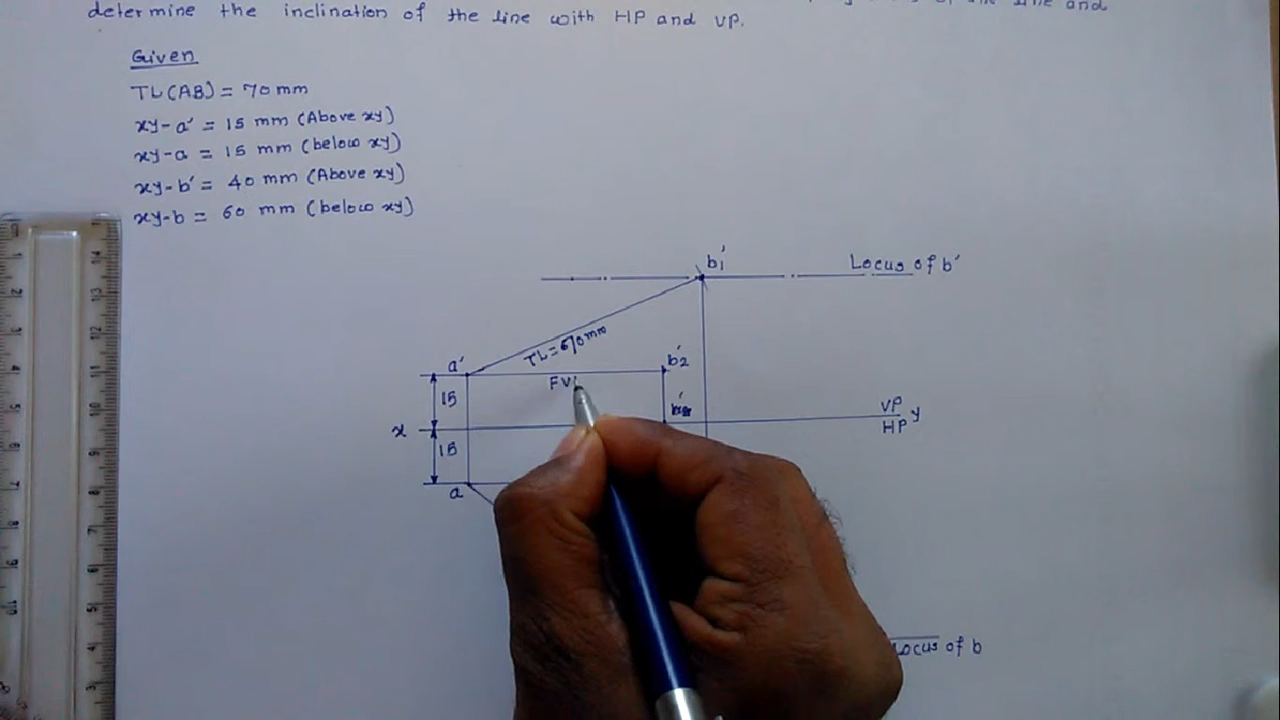 determine the inclination of the line with HP and VP.
Given
TL(AB) = 70 mm
xy-a' = 15 mm (Above xy)
xy-a = 15 mm (below xy)
xy-b' = 40 mm (Above xy)
xy-b = 60 mm (below xy)
b1'
Locus of b'
a'
b2'
FV
15
VP
x
y
HP
15
a
Locus of b